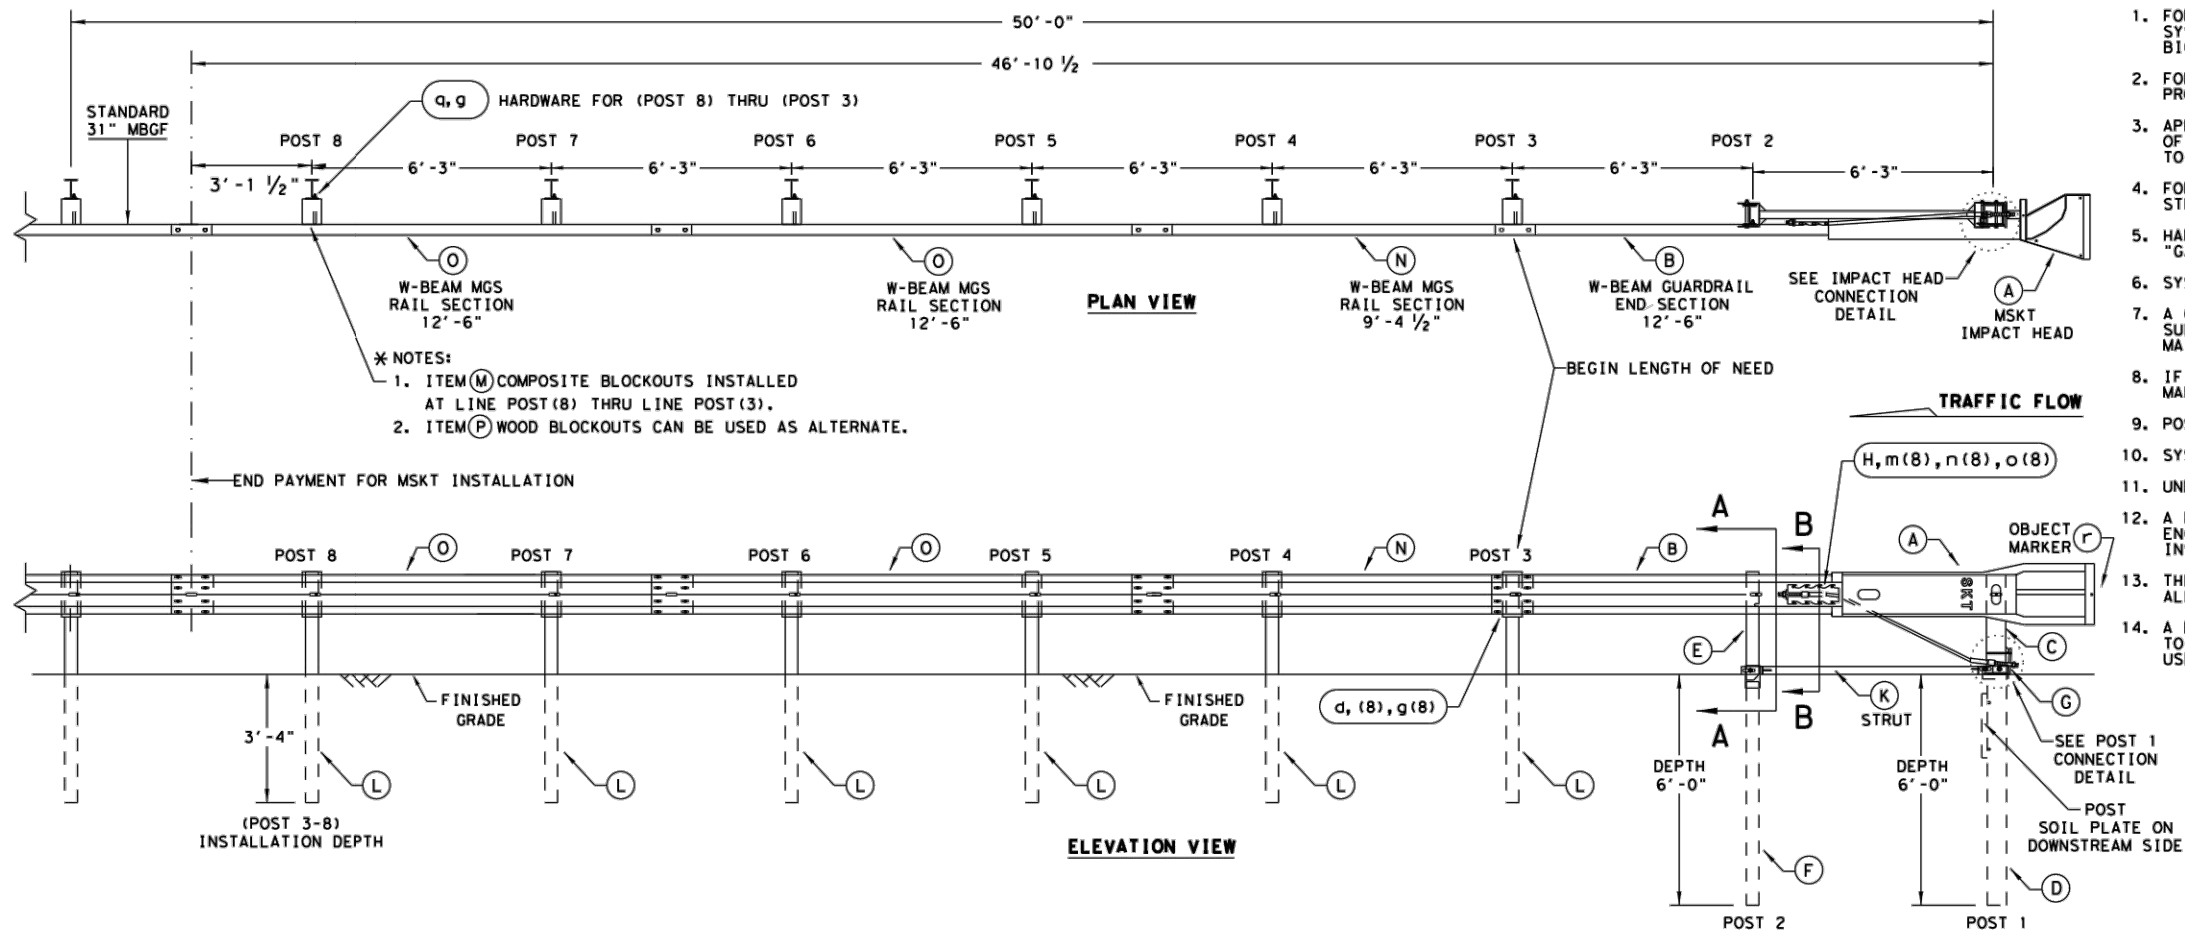 50'-0"
46'-10 ½
STANDARD
31" MBGF
q,g
HARDWARE FOR (POST 8) THRU (POST 3)
POST 8
POST 7
POST 6
POST 5
POST 4
POST 3
POST 2
3'-1 ½"
6'-3"
6'-3"
6'-3"
6'-3"
6'-3"
6'-3"
6'-3"
O
W-BEAM MGS
RAIL SECTION
12'-6"
O
W-BEAM MGS
RAIL SECTION
12'-6"
PLAN VIEW
N
W-BEAM MGS
RAIL SECTION
9'-4 ½"
B
W-BEAM GUARDRAIL
END SECTION
12'-6"
SEE IMPACT HEAD
CONNECTION
DETAIL
A
MSKT
IMPACT HEAD
* NOTES:
1. ITEM M COMPOSITE BLOCKOUTS INSTALLED
AT LINE POST(8) THRU LINE POST(3).
2. ITEM P WOOD BLOCKOUTS CAN BE USED AS ALTERNATE.
BEGIN LENGTH OF NEED
TRAFFIC FLOW
END PAYMENT FOR MSKT INSTALLATION
H,m(8),n(8),o(8)
A
B
POST 8
O
POST 7
POST 6
O
POST 5
POST 4
N
POST 3
B
A
OBJECT
MARKER r
SKT
E
C
FINISHED
GRADE
FINISHED
GRADE
d, (8),g(8)
K
STRUT
G
B
A
3'-4"
L
L
L
L
L
L
DEPTH
6'-0"
DEPTH
6'-0"
SEE POST 1
CONNECTION
DETAIL
(POST 3-8)
INSTALLATION DEPTH
ELEVATION VIEW
POST
SOIL PLATE ON
DOWNSTREAM SIDE
F
D
POST 2
POST 1
1.
2.
3.
OF
TO
4.
5.
6.
7. A
8. IF
9.
10.
11.
12. A
13.
14. A
TO